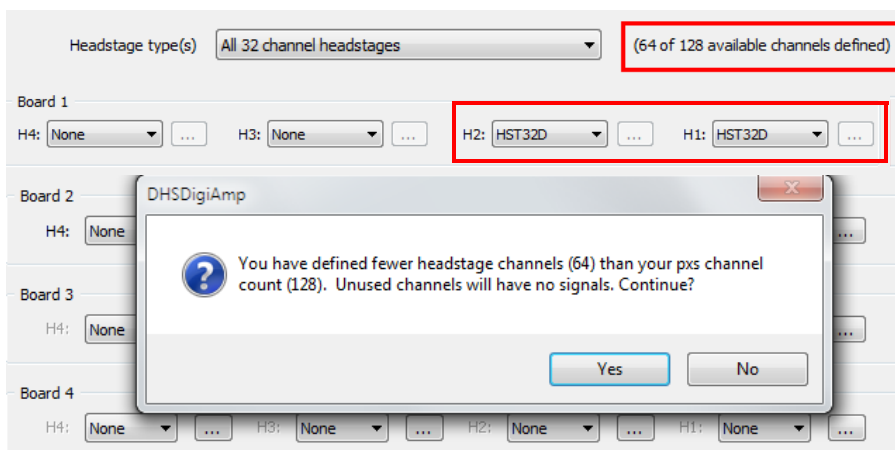 Headstage type(s) All 32 channel headstages (64 of 128 available channels defined)
Board 1
H4: None ... H3: None ... H2: HST32D ... H1: HST32D ...
Board 2
DHSDigiAmp
H4: None ...
You have defined fewer headstage channels (64) than your pxs channel
count (128). Unused channels will have no signals. Continue?
Board 3
H4: None ...
Yes No
Board 4
H4: None ... H3: None ... H2: None ... H1: None ...